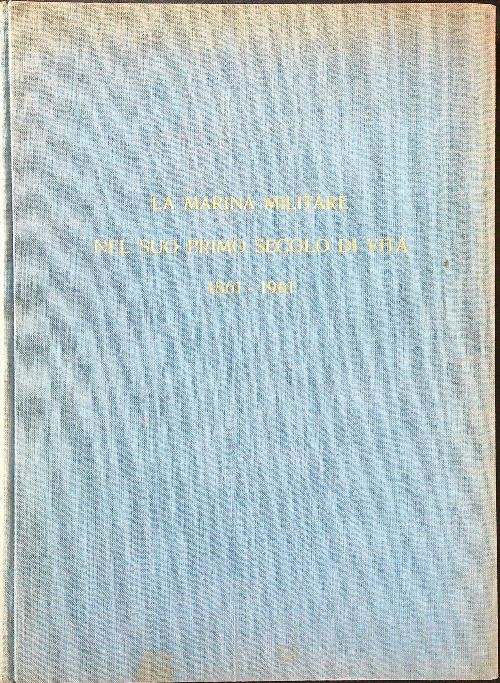 LA MARINA MILITARE
NEL SUO PRIMO SECOLO DI VITA
1861 - 1961